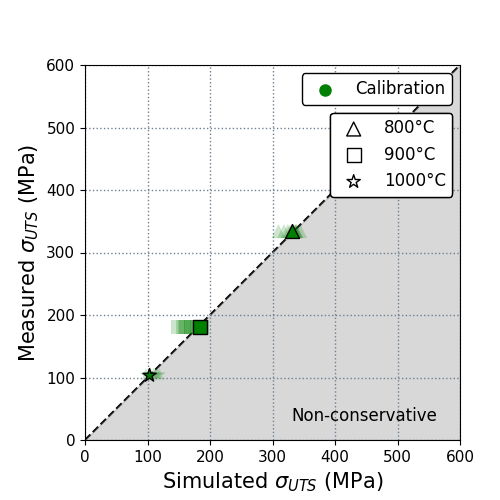 Calibration
800°C
900°C
1000°C
Non-conservative
600
500
400
300
200
100
0
0 100 200 300 400 500 600
Measured σUTS (MPa)
Simulated σUTS (MPa)